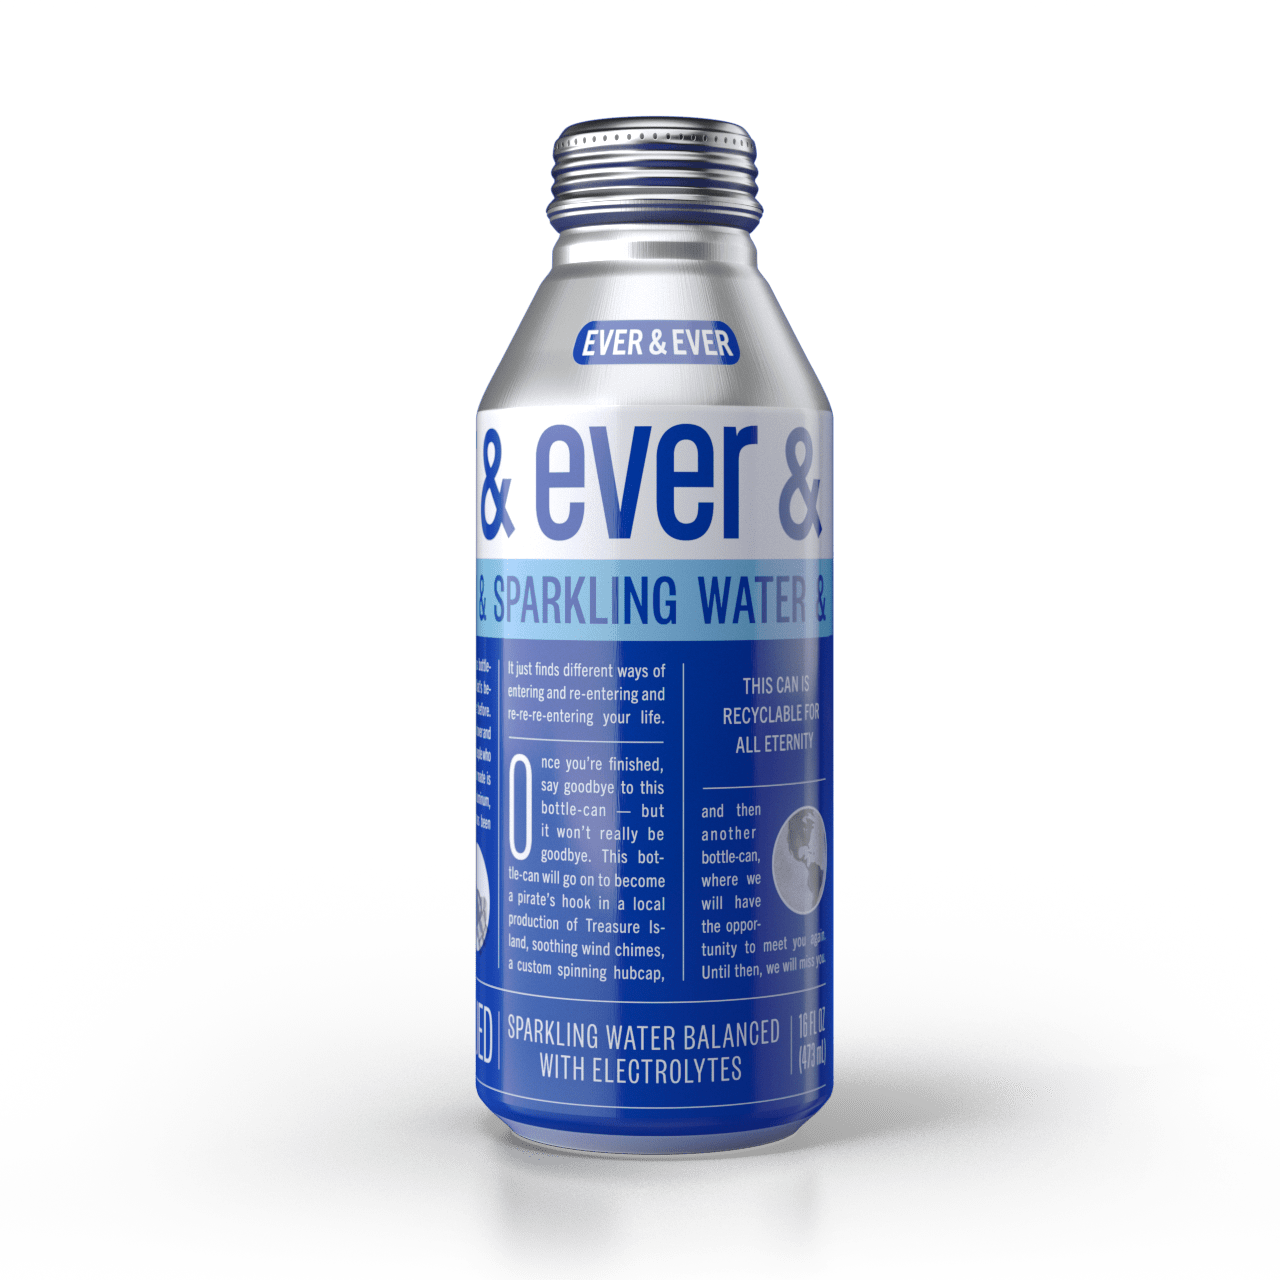 EVER & EVER
& ever &
& SPARKLING WATER &
It just finds different ways of
entering and re-entering and
re-re-re-entering your life.
Once you're finished,
say goodbye to this
bottle-can — but
it won't really be
goodbye. This bot-
tle-can will go on to become
a pirate's hook in a local
production of Treasure Is-
land, soothing wind chimes,
a custom spinning hubcap,
THIS CAN IS
RECYCLABLE FOR
ALL ETERNITY
and then
another
bottle-can,
where we
will have
the oppor-
tunity to meet you again.
Until then, we will miss you.
SPARKLING WATER BALANCED
WITH ELECTROLYTES
16 FL OZ
(473 mL)